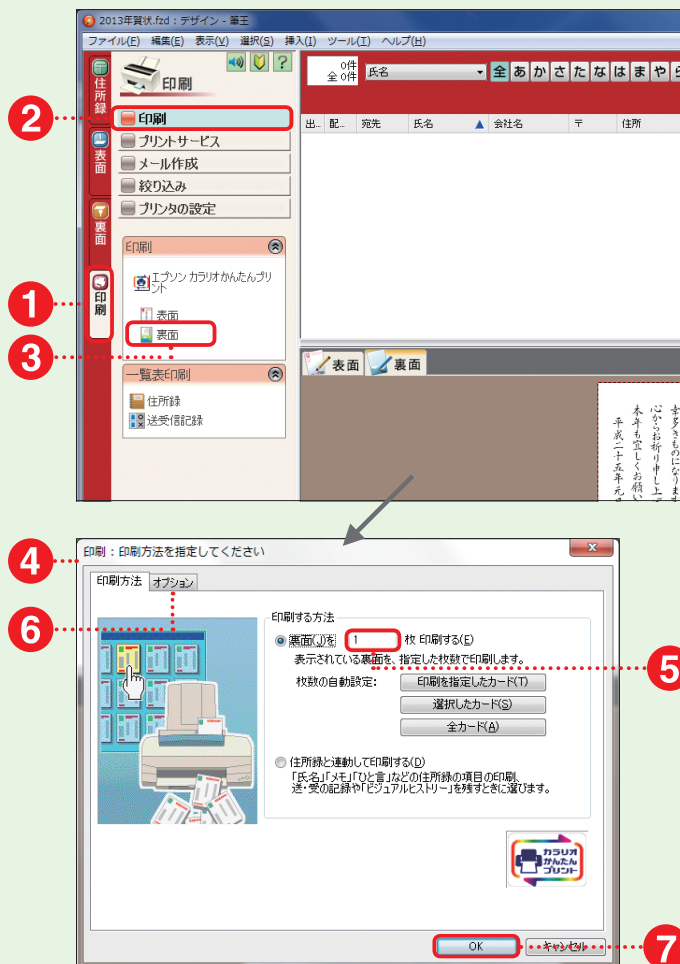 2013年賀状.fzd : デザイン - 筆王
ファイル(F) 編集(E) 表示(V) 選択(S) 挿入(I) ツール(T) ヘルプ(H)
住所録
表面
裏面
印刷
印刷
?
印刷
プリントサービス
メール作成
絞り込み
プリンタの設定
印刷
エプソン カラリオかんたんプリ
ント
表面
裏面
一覧表印刷
住所録
送受信記録
0件
全 0件
氏名
全 あ か さ た な は ま や ら
出... 配... 宛先 氏名 会社名 〒 住所
表面 裏面
幸多きものになります
心からお祈り申し上げ
本年も宜しくお願い
平成二十五年元
1
2
3
4
印刷 : 印刷方法を指定してください
印刷方法 オプション
6
印刷する方法
裏面(J)を 1 枚 印刷する(E)
表示されている裏面を、指定した枚数で印刷します。
5
枚数の自動設定: 印刷を指定したカード(T)
選択したカード(S)
全カード(A)
住所録と連動して印刷する(D)
「氏名」「メモ」「ひと言」などの住所録の項目の印刷、
送・受の記録や「ビジュアルヒストリー」を残すときに選びます。
カラリオ
かんたん
プリント
OK キャンセル
7